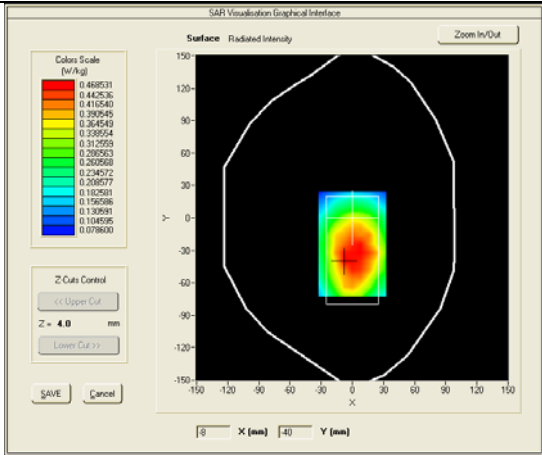 SAR Visualisation Graphical Interface
Surface Radiated Intensity
Zoom In/Out
Colors Scale
(W/kg)
0.468531
0.442536
0.416540
0.390545
0.364549
0.338554
0.312559
0.286563
0.260568
0.234572
0.208577
0.182581
0.156586
0.130591
0.104595
0.078600
150
120
90
60
30
0
-30
-60
-90
-120
-150
Y
-150 -120 -90 -60 -30 0 30 60 90 120 150
X
Z-Cuts Control
<< Upper Cut
Z = 4.0 mm
Lower Cut >>
SAVE Cancel
-8 X (mm) -40 Y (mm)